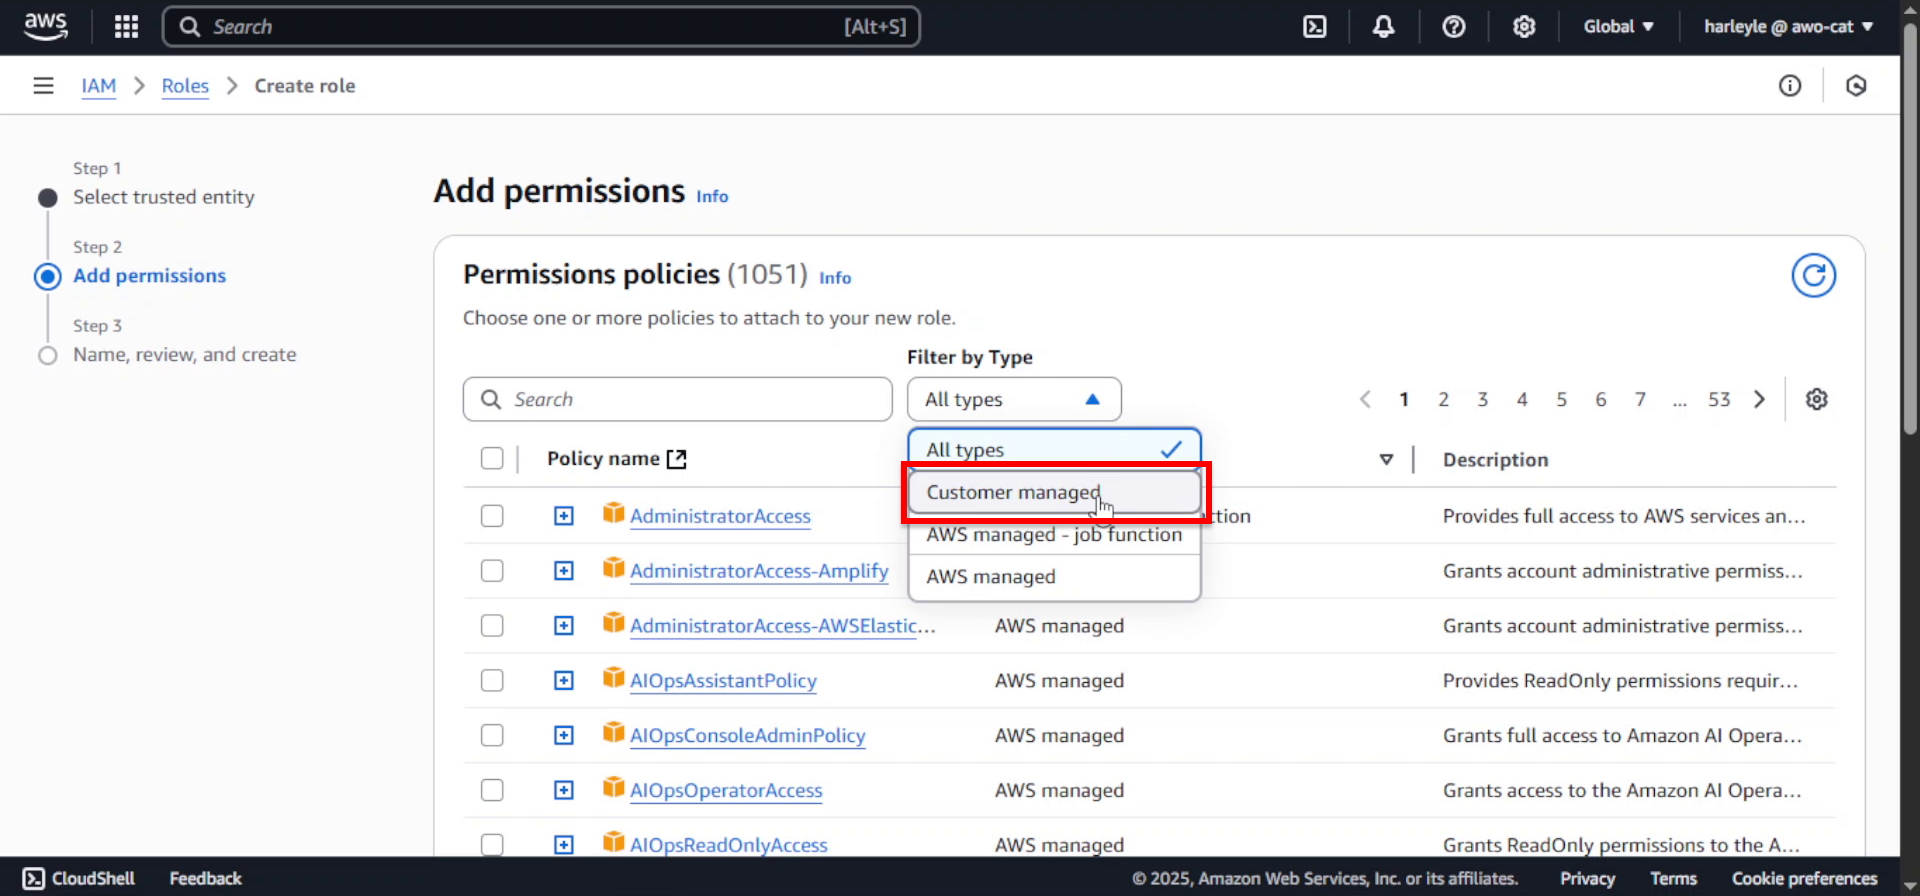 aws
Search
[Alt+S]
Global
harleyle @ awo-cat
IAM
Roles
Create role
Step 1
Select trusted entity
Step 2
Add permissions
Step 3
Name, review, and create
Add permissions Info
Permissions policies (1051) Info
Choose one or more policies to attach to your new role.
Filter by Type
Search
All types
1 2 3 4 5 6 7 ... 53
All types
Customer managed
AWS managed - job function
AWS managed
Policy name
Description
AdministratorAccess
ction
Provides full access to AWS services an...
AdministratorAccess-Amplify
Grants account administrative permiss...
AdministratorAccess-AWSElastic...
AWS managed
Grants account administrative permiss...
AIOpsAssistantPolicy
AWS managed
Provides ReadOnly permissions requir...
AIOpsConsoleAdminPolicy
AWS managed
Grants full access to Amazon AI Opera...
AIOpsOperatorAccess
AWS managed
Grants access to the Amazon AI Opera...
AIOpsReadOnlyAccess
AWS managed
Grants ReadOnly permissions to the A...
CloudShell
Feedback
© 2025, Amazon Web Services, Inc. or its affiliates.
Privacy
Terms
Cookie preferences